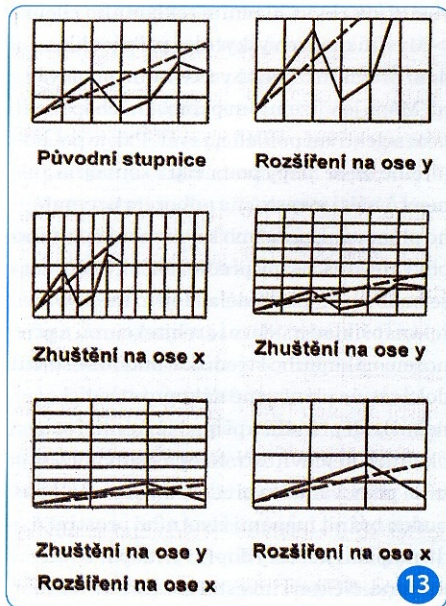 Původní stupnice
Rozšíření na ose y
Zhuštění na ose x
Zhuštění na ose y
Zhuštění na ose y
Rozšíření na ose x
Rozšíření na ose x
13